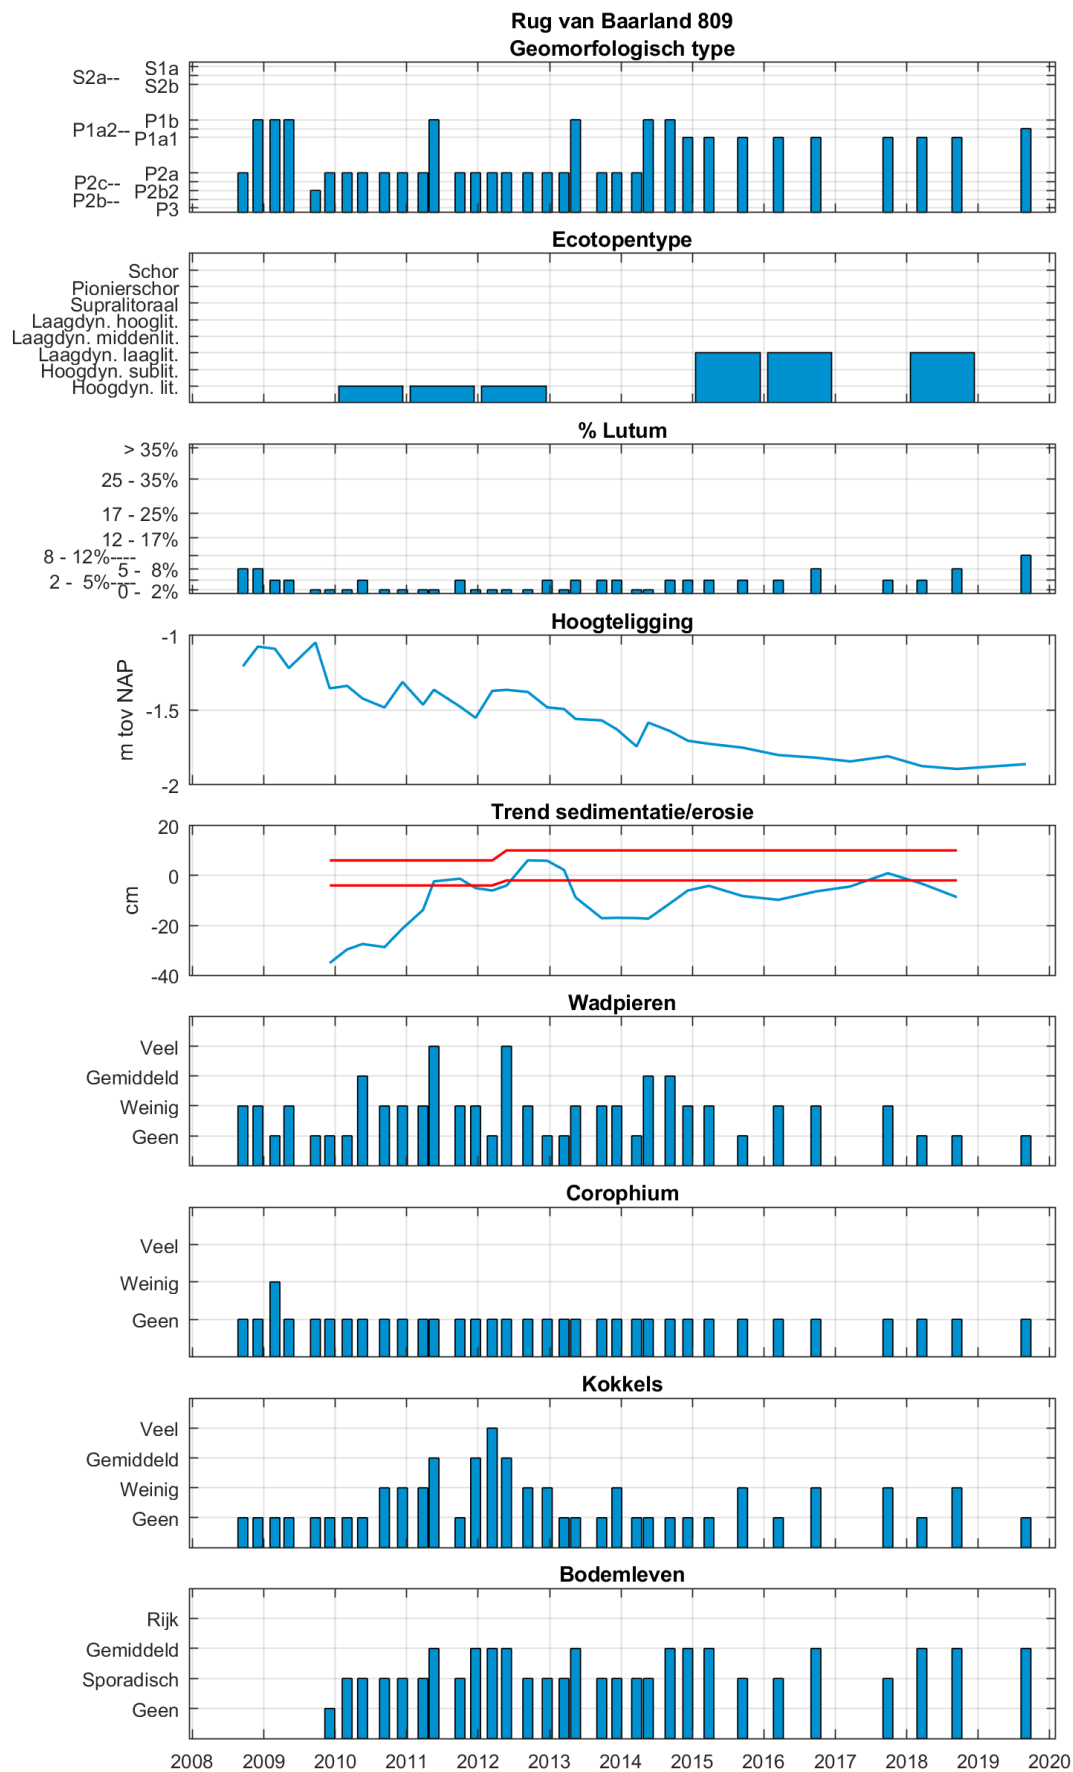 Rug van Baarland 809
Geomorfologisch type
S1a
S2a--
S2b
P1b
P1a2--
P1a1
P2a
P2c--
P2b2
P2b--
P3
Ecotopentype
Schor
Pionierschor
Supralitoraal
Laagdyn. hooglit.
Laagdyn. middenlit.
Laagdyn. laaglit.
Hoogdyn. sublit.
Hoogdyn. lit.
% Lutum
> 35%
25 - 35%
17 - 25%
12 - 17%
8 - 12%----
5 - 8%
2 - 5%----
0 - 2%
Hoogteligging
-1
-1.5
-2
m tov NAP
Trend sedimentatie/erosie
20
0
-20
-40
cm
Wadpieren
Veel
Gemiddeld
Weinig
Geen
Corophium
Veel
Weinig
Geen
Kokkels
Veel
Gemiddeld
Weinig
Geen
Bodemleven
Rijk
Gemiddeld
Sporadisch
Geen
2008 2009 2010 2011 2012 2013 2014 2015 2016 2017 2018 2019 2020